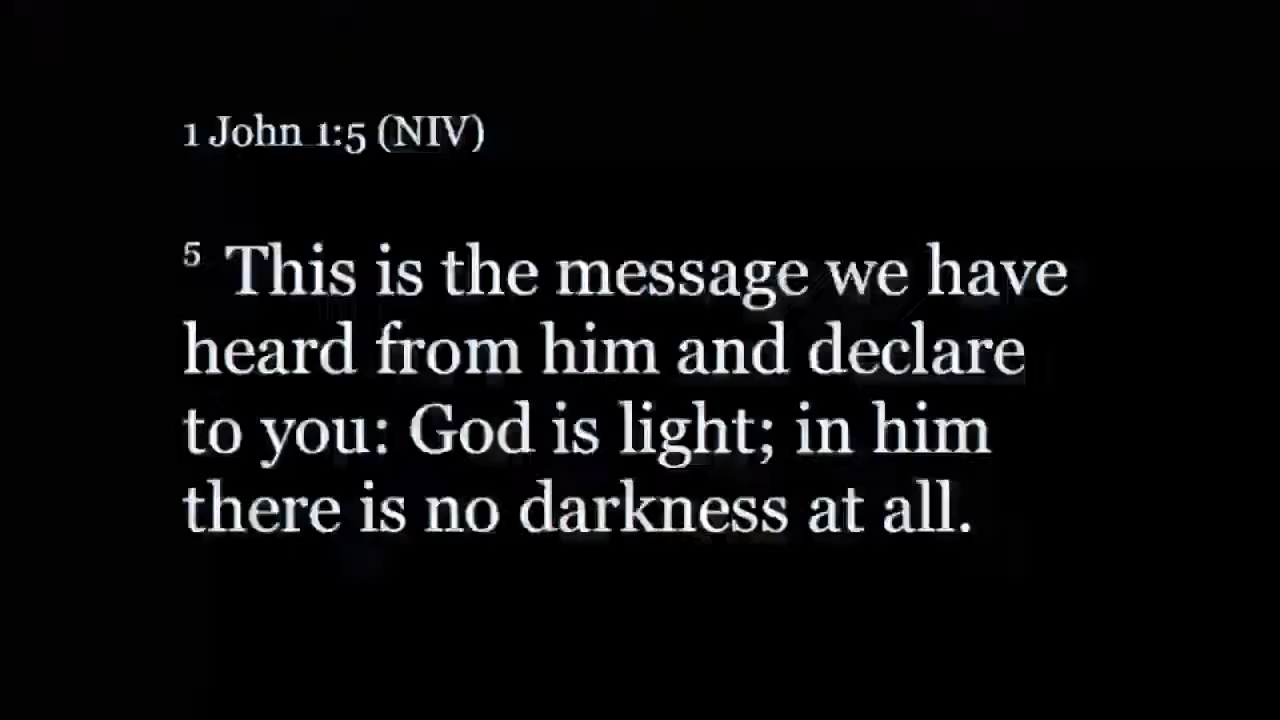 1 John 1:5 (NIV)
5 This is the message we have
heard from him and declare
to you: God is light; in him
there is no darkness at all.